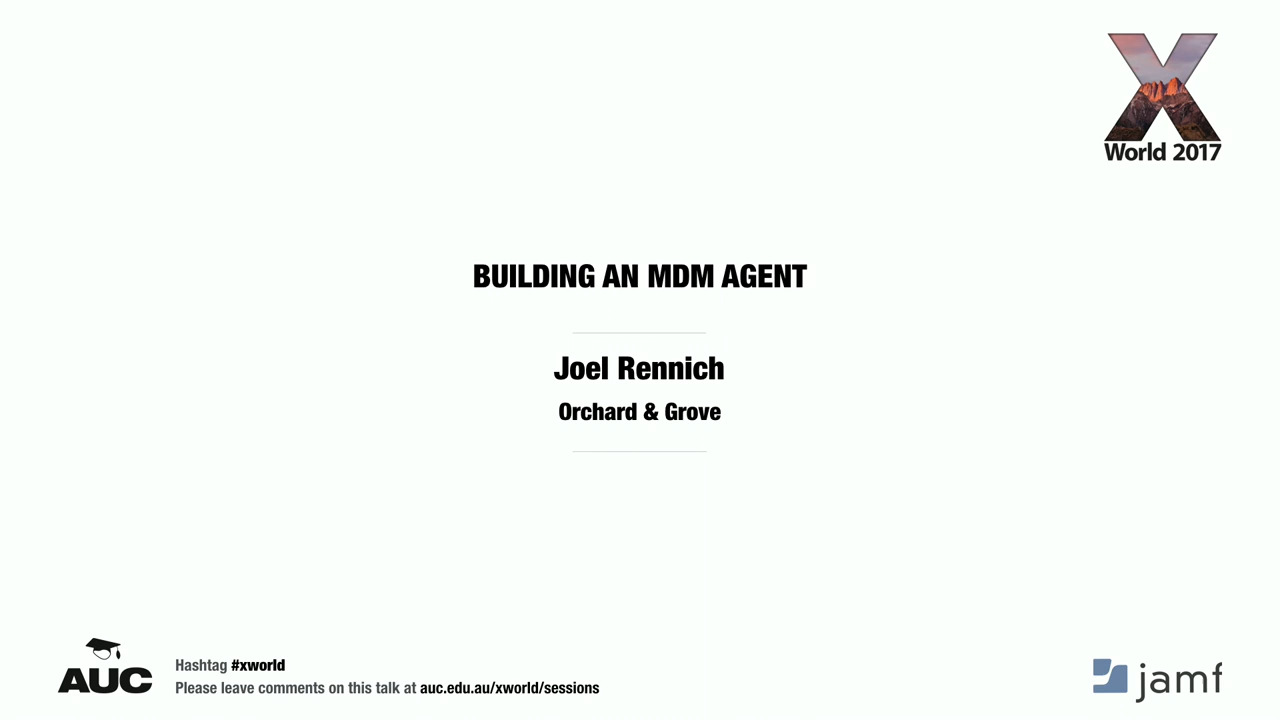 X
World 2017
BUILDING AN MDM AGENT
Joel Rennich
Orchard & Grove
AUC
Hashtag #xworld
Please leave comments on this talk at auc.edu.au/xworld/sessions
jamf